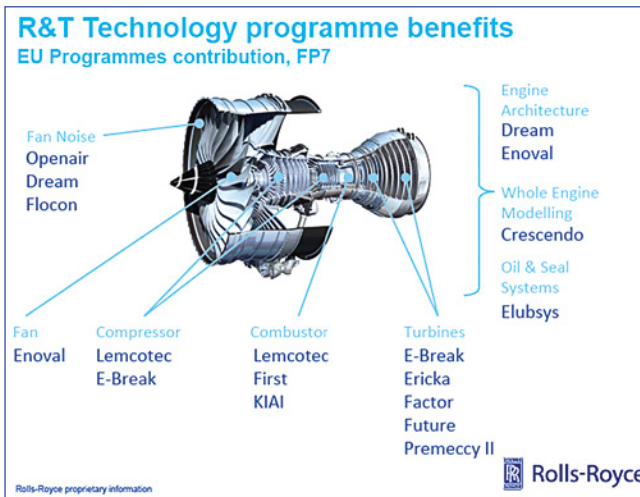 R&T Technology programme benefits
EU Programmes contribution, FP7
Fan Noise
Openair
Dream
Flocon
Engine
Architecture
Dream
Enoval
Whole Engine
Modelling
Crescendo
Oil & Seal
Systems
Elubsys
Fan
Enoval
Compressor
Lemcotec
E-Break
Combustor
Lemcotec
First
KIAI
Turbines
E-Break
Ericka
Factor
Future
Premeccy II
Rolls-Royce proprietary information
RR Rolls-Royce